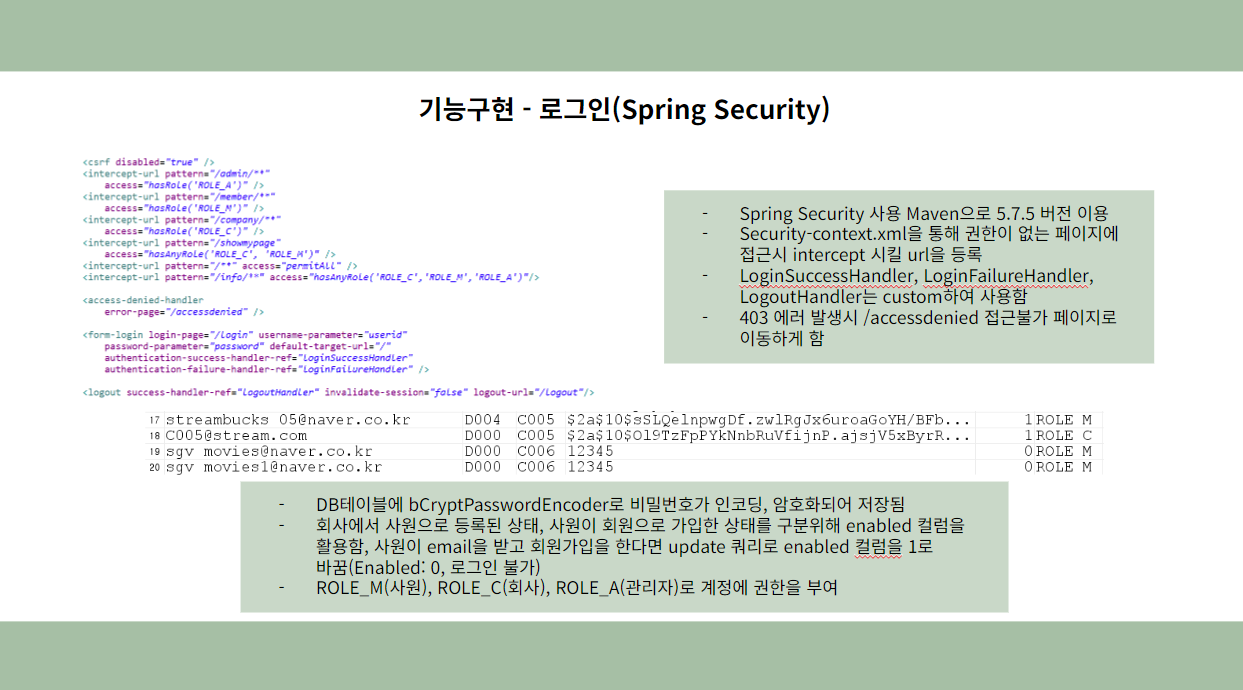 기능구현 - 로그인(Spring Security)
<csrf disabled="true" />
<intercept-url pattern="/admin/**"
access="hasRole('ROLE_A')" />
<intercept-url pattern="/member/**"
access="hasRole('ROLE_M')" />
<intercept-url pattern="/company/**"
access="hasRole('ROLE_C')" />
<intercept-url pattern="/showmypage"
access="hasAnyRole('ROLE_C', 'ROLE_M')" />
<intercept-url pattern="/**" access="permitAll" />
<intercept-url pattern="/info/**" access="hasAnyRole('ROLE_C','ROLE_M','ROLE_A')"/>
<access-denied-handler
error-page="/accessdenied" />
<form-login login-page="/login" username-parameter="userid"
password-parameter="password" default-target-url="/"
authentication-success-handler-ref="loginSuccessHandler"
authentication-failure-handler-ref="loginFailureHandler" />
<logout success-handler-ref="logoutHandler" invalidate-session="false" logout-url="/logout"/>
- Spring Security 사용 Maven으로 5.7.5 버전 이용
- Security-context.xml을 통해 권한이 없는 페이지에
접근시 intercept 시킬 url을 등록
- LoginSuccessHandler, LoginFailureHandler,
LogoutHandler는 custom하여 사용함
- 403 에러 발생시 /accessdenied 접근불가 페이지로
이동하게 함
17 streambucks 05@naver.co.kr D004 C005 1 ROLE M
18 C005@stream.com D000 C005 1 ROLE C
19 sgv movies@naver.co.kr D000 C006 12345 0 ROLE M
20 sgv movies1@naver.co.kr D000 C006 12345 0 ROLE M
- DB테이블에 bCryptPasswordEncoder로 비밀번호가 인코딩, 암호화되어 저장됨
- 회사에서 사원으로 등록된 상태, 사원이 회원으로 가입한 상태를 구분위해 enabled 컬럼을
활용함, 사원이 email을 받고 회원가입을 한다면 update 쿼리로 enabled 컬럼을 1로
바꿈(Enabled: 0, 로그인 불가)
- ROLE_M(사원), ROLE_C(회사), ROLE_A(관리자)로 계정에 권한을 부여